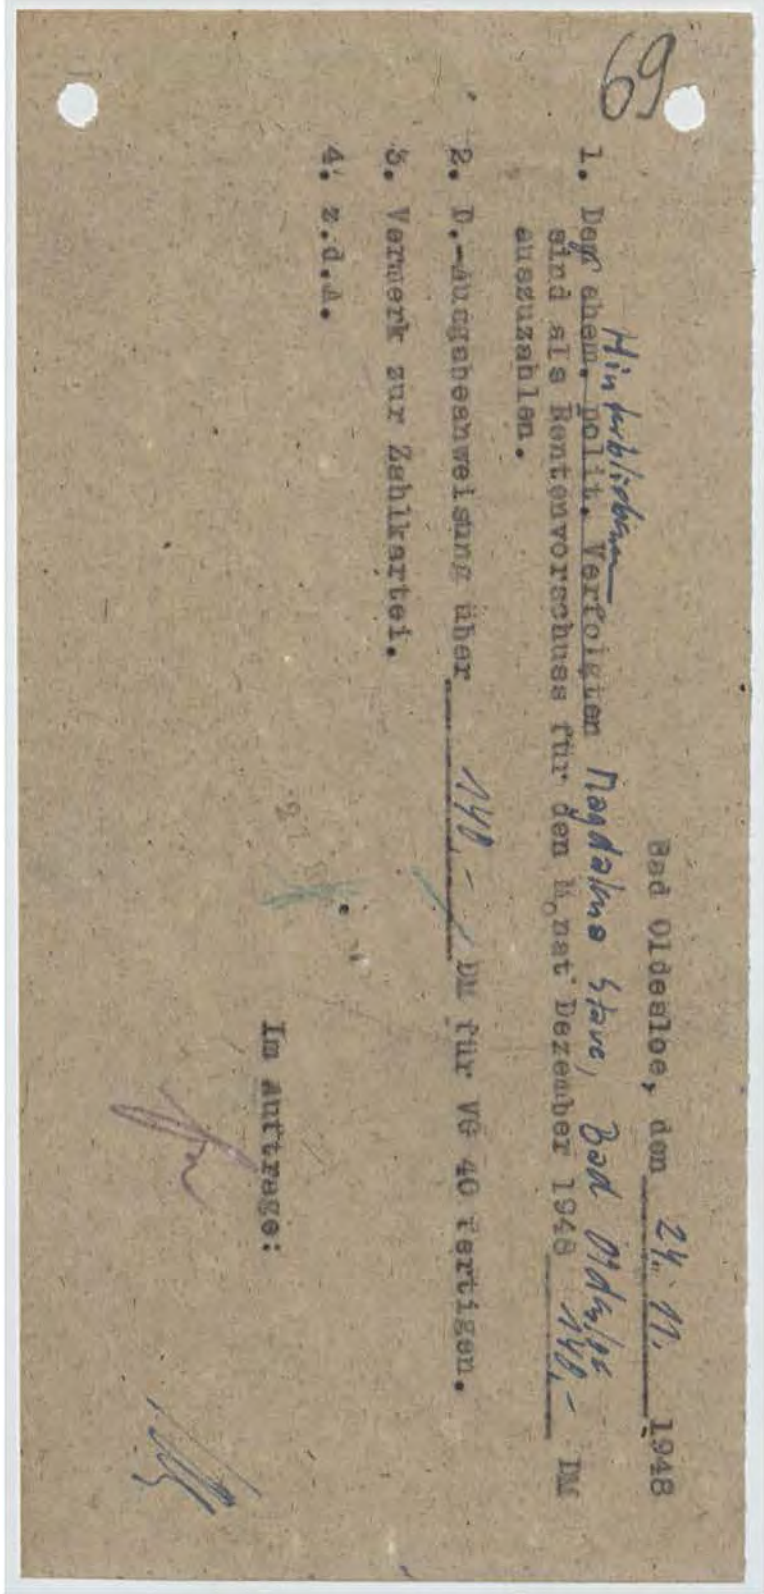 69
Bad Oldesloe, den 24. 11. 1948
Hinterbliebenen
1. Der ehem. polit. Verfolgten Magdalena Stave, Bad Oldesloe
sind als Rentenvorschuss für den Monat Dezember 1948 140,- DM
auszuzahlen.
2. D.-Ausgabeanweisung über 140,- DM für VG 40 fertigen.
3. Vermerk zur Zahlkartei.
4. z.d.A.
Im Auftrage: